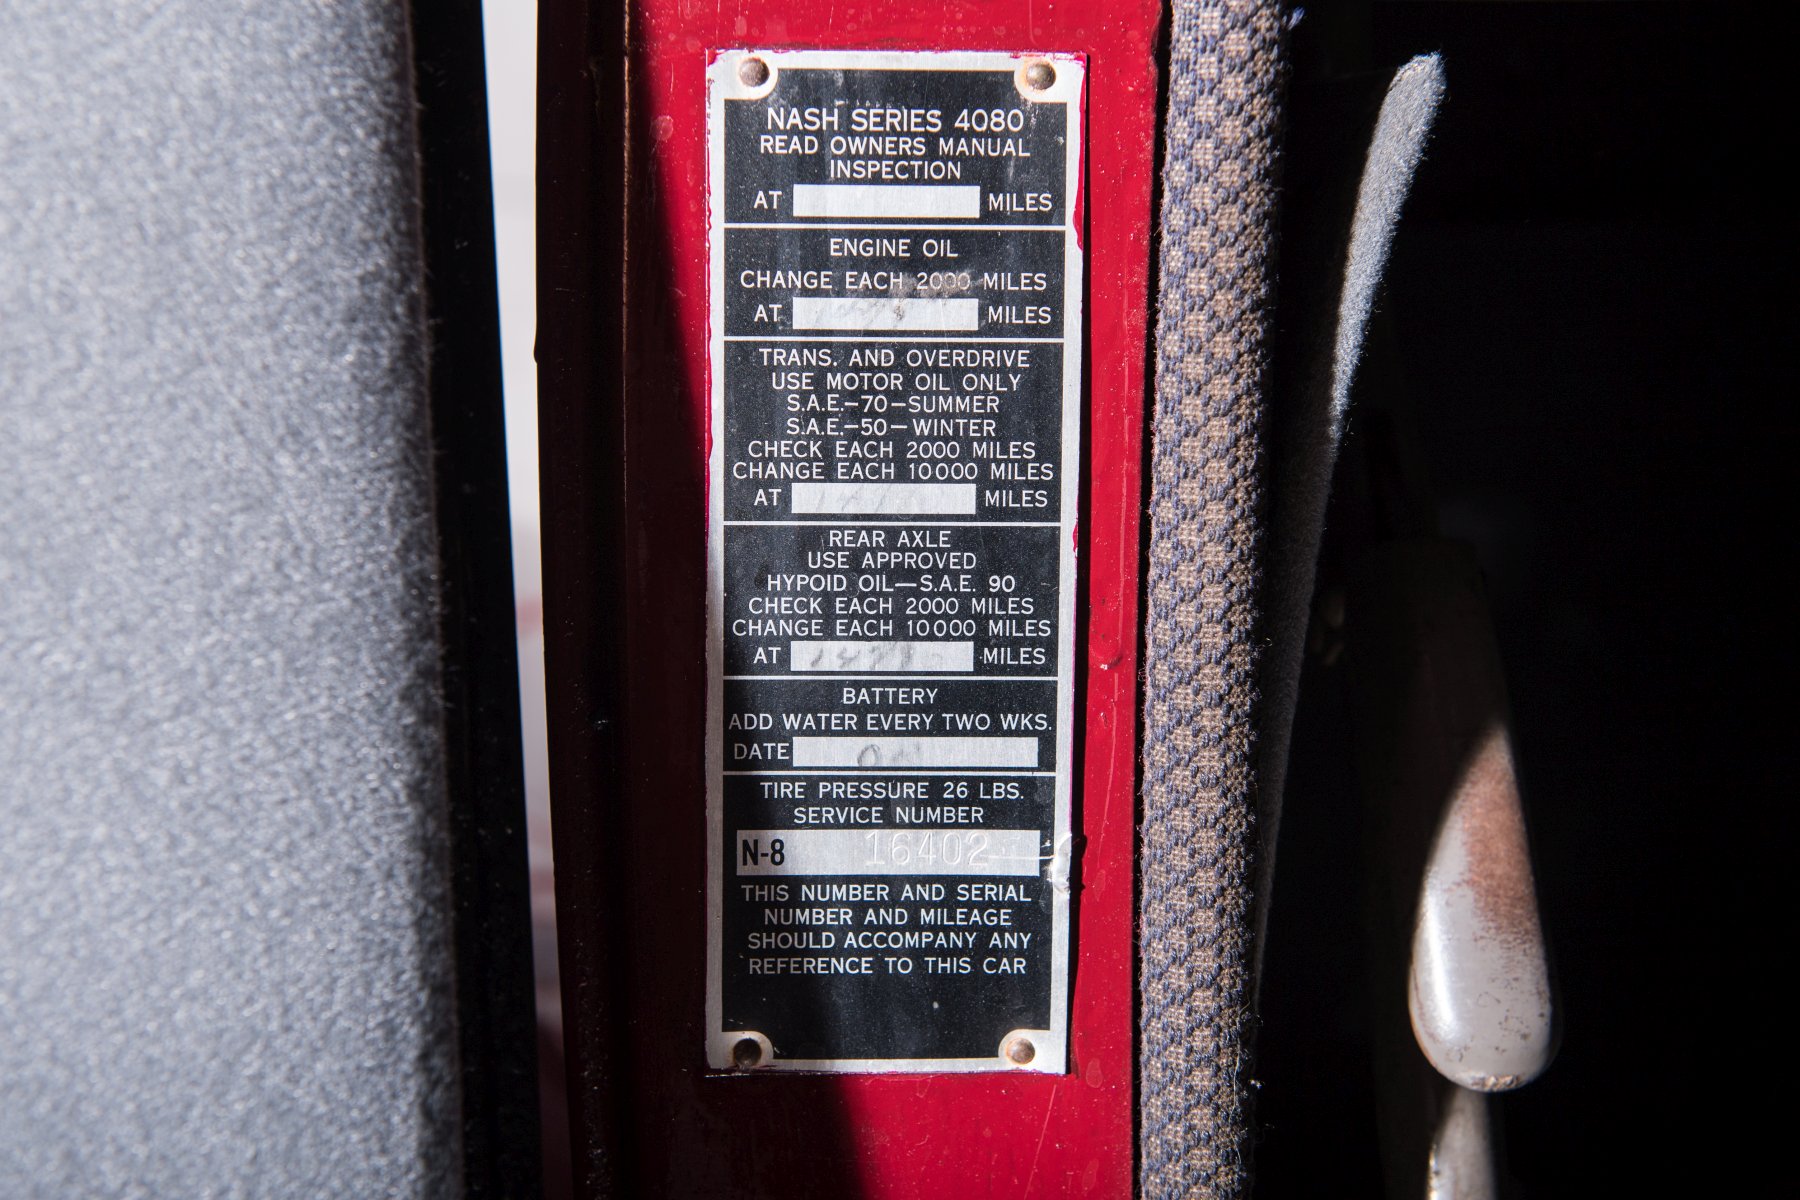 NASH SERIES 4080
READ OWNERS MANUAL
INSPECTION
AT MILES
ENGINE OIL
CHANGE EACH 2000 MILES
AT MILES
TRANS. AND OVERDRIVE
USE MOTOR OIL ONLY
S.A.E.-70-SUMMER
S.A.E.-50-WINTER
CHECK EACH 2000 MILES
CHANGE EACH 10000 MILES
AT MILES
REAR AXLE
USE APPROVED
HYPOID OIL-S.A.E. 90
CHECK EACH 2000 MILES
CHANGE EACH 10000 MILES
AT MILES
BATTERY
ADD WATER EVERY TWO WKS.
DATE
TIRE PRESSURE 26 LBS.
SERVICE NUMBER
N-8 16402
THIS NUMBER AND SERIAL
NUMBER AND MILEAGE
SHOULD ACCOMPANY ANY
REFERENCE TO THIS CAR